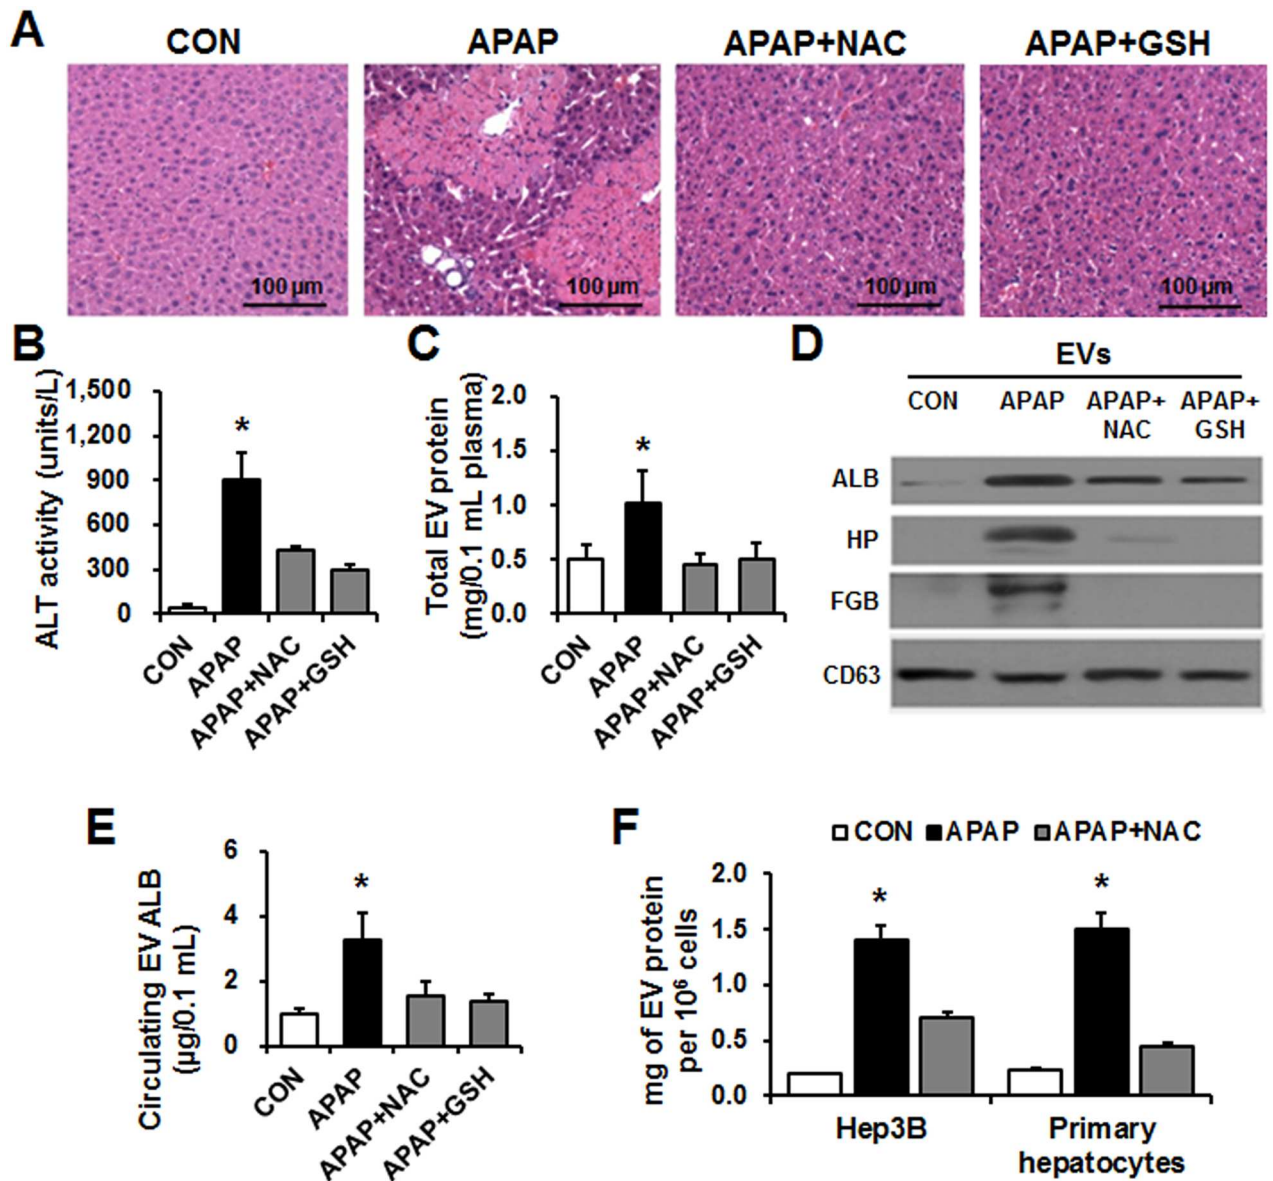 A
CON
APAP
APAP+NAC
APAP+GSH
100 µm
100 µm
100 µm
100 µm
B
ALT activity (units/L)
1,500
1,200
900
600
300
0
*
CON
APAP
APAP+NAC
APAP+GSH
C
Total EV protein
(mg/0.1 mL plasma)
2.0
1.5
1.0
0.5
0.0
*
CON
APAP
APAP+NAC
APAP+GSH
D
EVs
CON
APAP
APAP+
NAC
APAP+
GSH
ALB
HP
FGB
CD63
E
Circulating EV ALB
(µg/0.1 mL)
6
4
2
0
*
CON
APAP
APAP+NAC
APAP+GSH
F
CON
APAP
APAP+NAC
mg of EV protein
per 10⁶ cells
2.0
1.5
1.0
0.5
0.0
*
*
Hep3B
Primary
hepatocytes